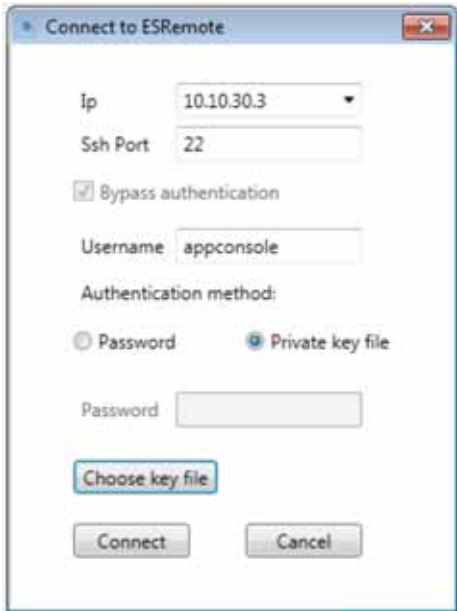 Connect to ESRemote
Ip 10.10.30.3
Ssh Port 22
Bypass authentication
Username appconsole
Authentication method:
Password Private key file
Password
Choose key file
Connect Cancel